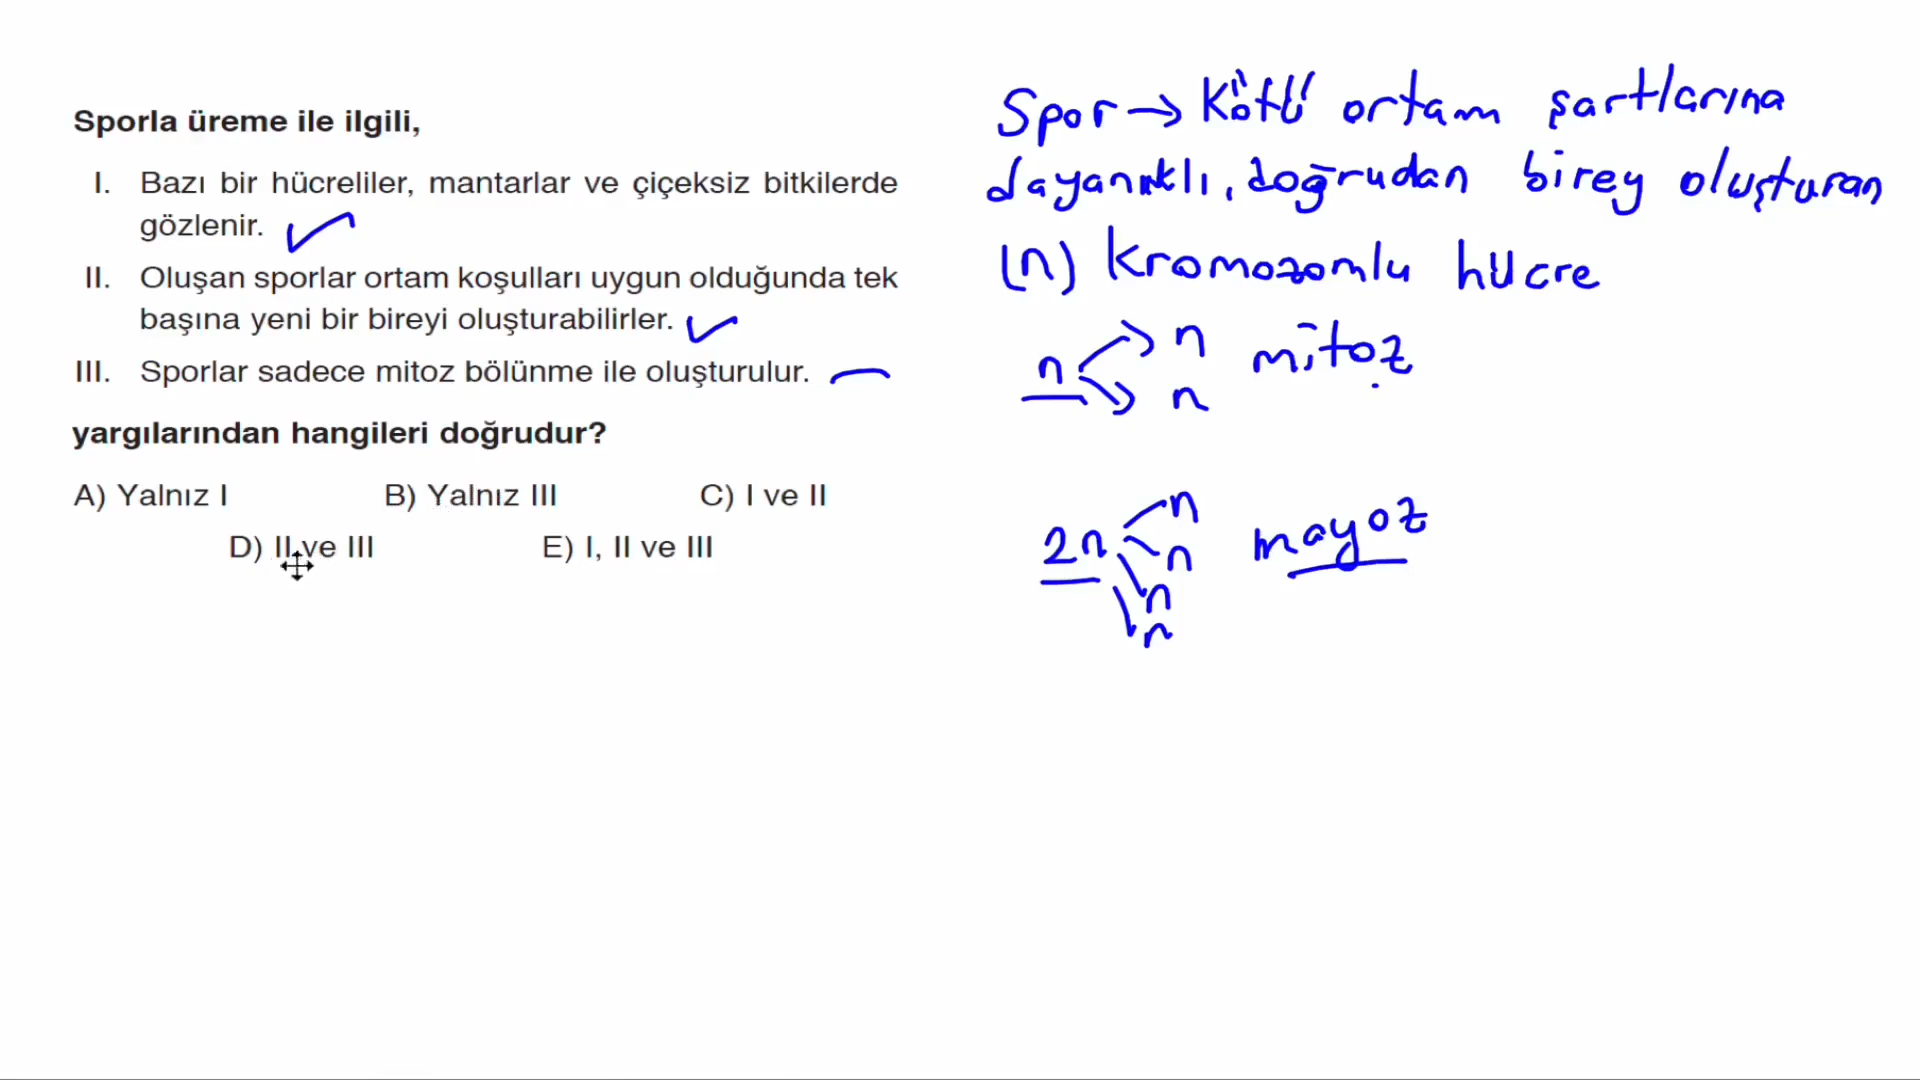 Sporla üreme ile ilgili,
I. Bazı bir hücreliler, mantarlar ve çiçeksiz bitkilerde
gözlenir.
II. Oluşan sporlar ortam koşulları uygun olduğunda tek
başına yeni bir bireyi oluşturabilirler.
III. Sporlar sadece mitoz bölünme ile oluşturulur.
yargılarından hangileri doğrudur?
A) Yalnız I B) Yalnız III C) I ve II
D) II ve III E) I, II ve III
Spor → Kötü ortam şartlarına
dayanıklı, doğrudan birey oluşturan
(n) kromozomlu hücre
n
n mitoz
n
n
2n mayoz
n
n
n